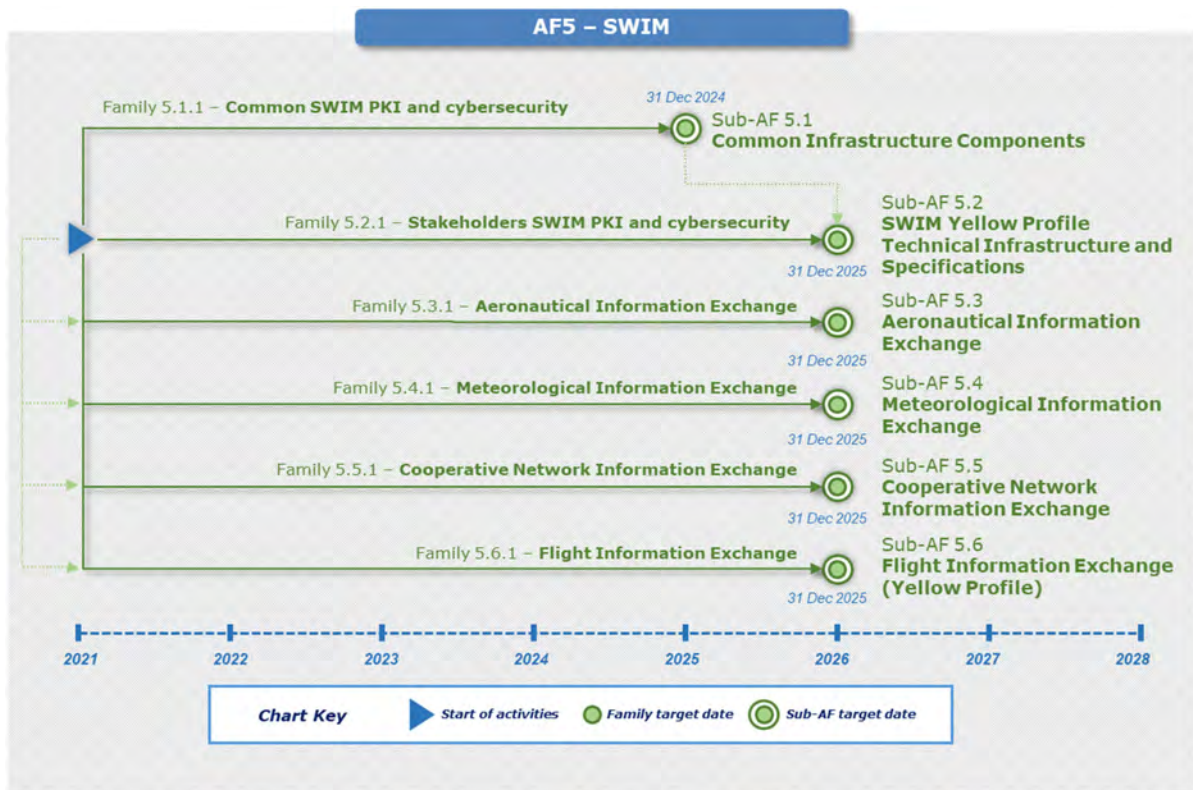 AF5 – SWIM
31 Dec 2024
Family 5.1.1 – Common SWIM PKI and cybersecurity
Sub-AF 5.1
Common Infrastructure Components
Family 5.2.1 – Stakeholders SWIM PKI and cybersecurity
31 Dec 2025
Sub-AF 5.2
SWIM Yellow Profile
Technical Infrastructure and
Specifications
Family 5.3.1 – Aeronautical Information Exchange
31 Dec 2025
Sub-AF 5.3
Aeronautical Information
Exchange
Family 5.4.1 – Meteorological Information Exchange
31 Dec 2025
Sub-AF 5.4
Meteorological Information
Exchange
Family 5.5.1 – Cooperative Network Information Exchange
31 Dec 2025
Sub-AF 5.5
Cooperative Network
Information Exchange
Family 5.6.1 – Flight Information Exchange
31 Dec 2025
Sub-AF 5.6
Flight Information Exchange
(Yellow Profile)
2021 2022 2023 2024 2025 2026 2027 2028
Chart Key Start of activities Family target date Sub-AF target date